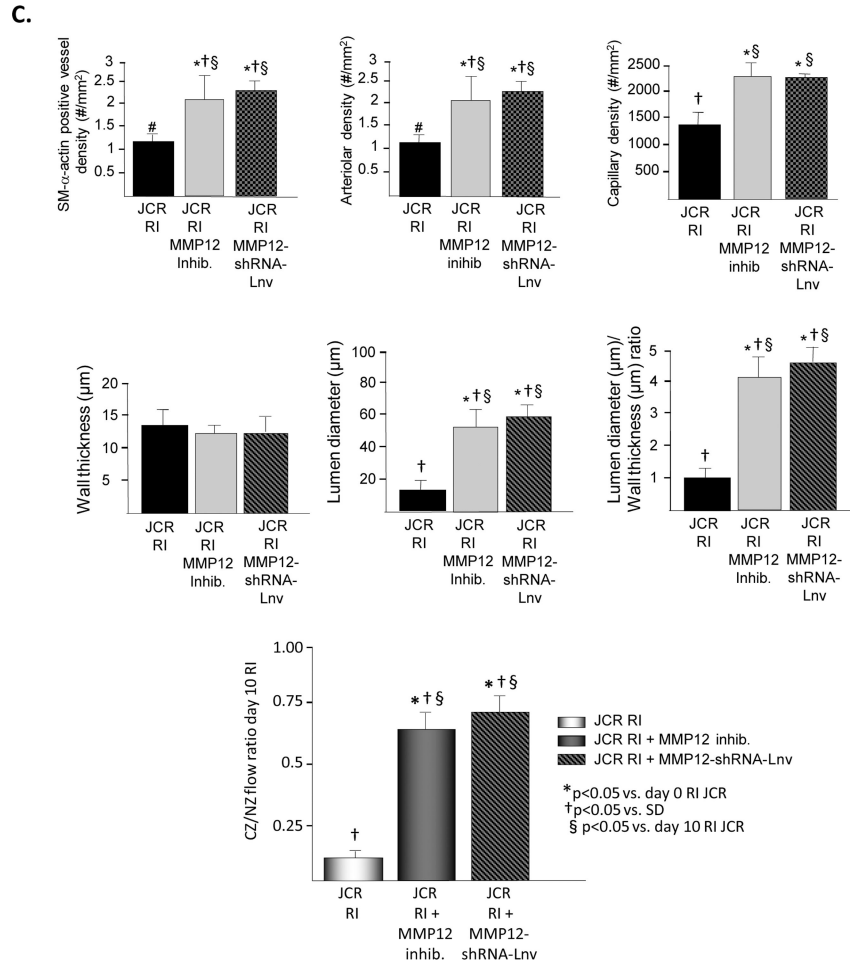 C.
SM-α-actin positive vessel
density (#/mm2)
3
2.5
2
1.5
1
0.5
#
*†§
*†§
JCR
RI
JCR
RI
MMP12
Inhib.
JCR
RI
MMP12-
shRNA-
Lnv
Arteriolar density (#/mm2)
3
2.5
2
1.5
1
0.5
#
*†§
*†§
JCR
RI
JCR
RI
MMP12
inihib
JCR
RI
MMP12-
shRNA-
Lnv
Capillary density (#/mm2)
2500
2000
1500
1000
500
†
*§
*§
JCR
RI
JCR
RI
MMP12
inhib
JCR
RI
MMP12-
shRNA-
Lnv
Wall thickness (μm)
20
15
10
5
JCR
RI
JCR
RI
MMP12
Inhib.
JCR
RI
MMP12-
shRNA-
Lnv
Lumen diameter (μm)
100
80
60
40
20
†
*†§
*†§
JCR
RI
JCR
RI
MMP12
Inhib.
JCR
RI
MMP12-
shRNA-
Lnv
Lumen diameter (μm)/
Wall thickness (μm) ratio
5
4
3
2
1
†
*†§
*†§
JCR
RI
JCR
RI
MMP12
Inhib.
JCR
RI
MMP12-
shRNA-
Lnv
CZ/NZ flow ratio day 10 RI
1.00
0.75
0.5
0.25
†
*†§
*†§
JCR
RI
JCR
RI +
MMP12
inhib.
JCR
RI +
MMP12-
shRNA-Lnv
JCR RI
JCR RI + MMP12 inhib.
JCR RI + MMP12-shRNA-Lnv
*p<0.05 vs. day 0 RI JCR
†p<0.05 vs. SD
§ p<0.05 vs. day 10 RI JCR